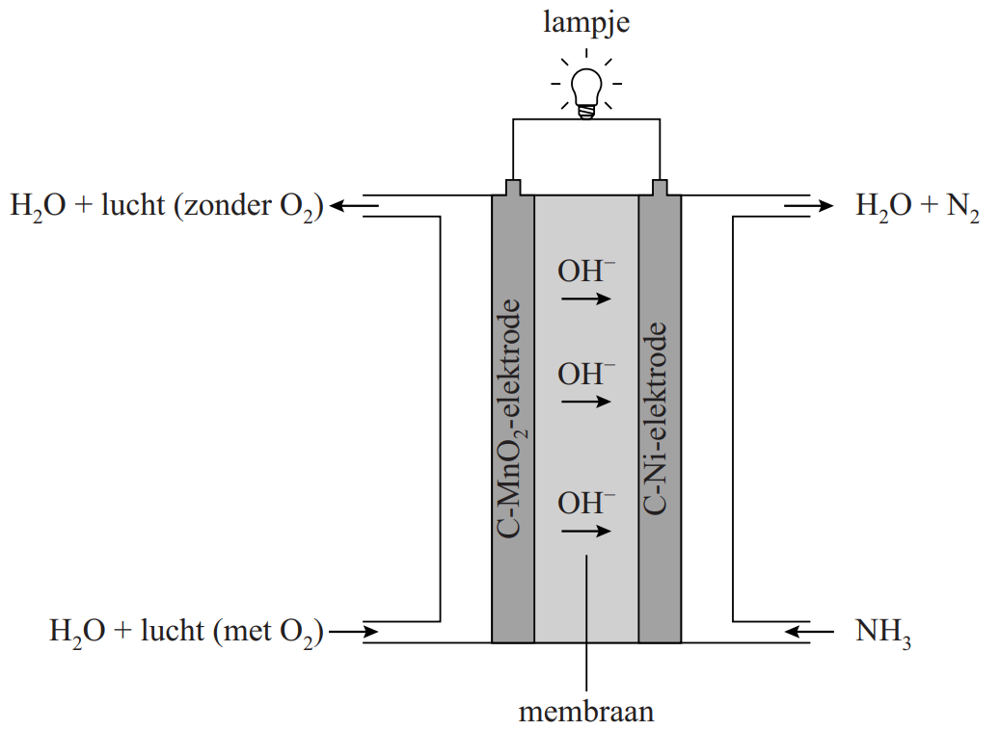 lampje
H₂O + lucht (zonder O₂)
H₂O + N₂
OH⁻
OH⁻
OH⁻
C-MnO₂-elektrode
C-Ni-elektrode
H₂O + lucht (met O₂)
NH₃
membraan